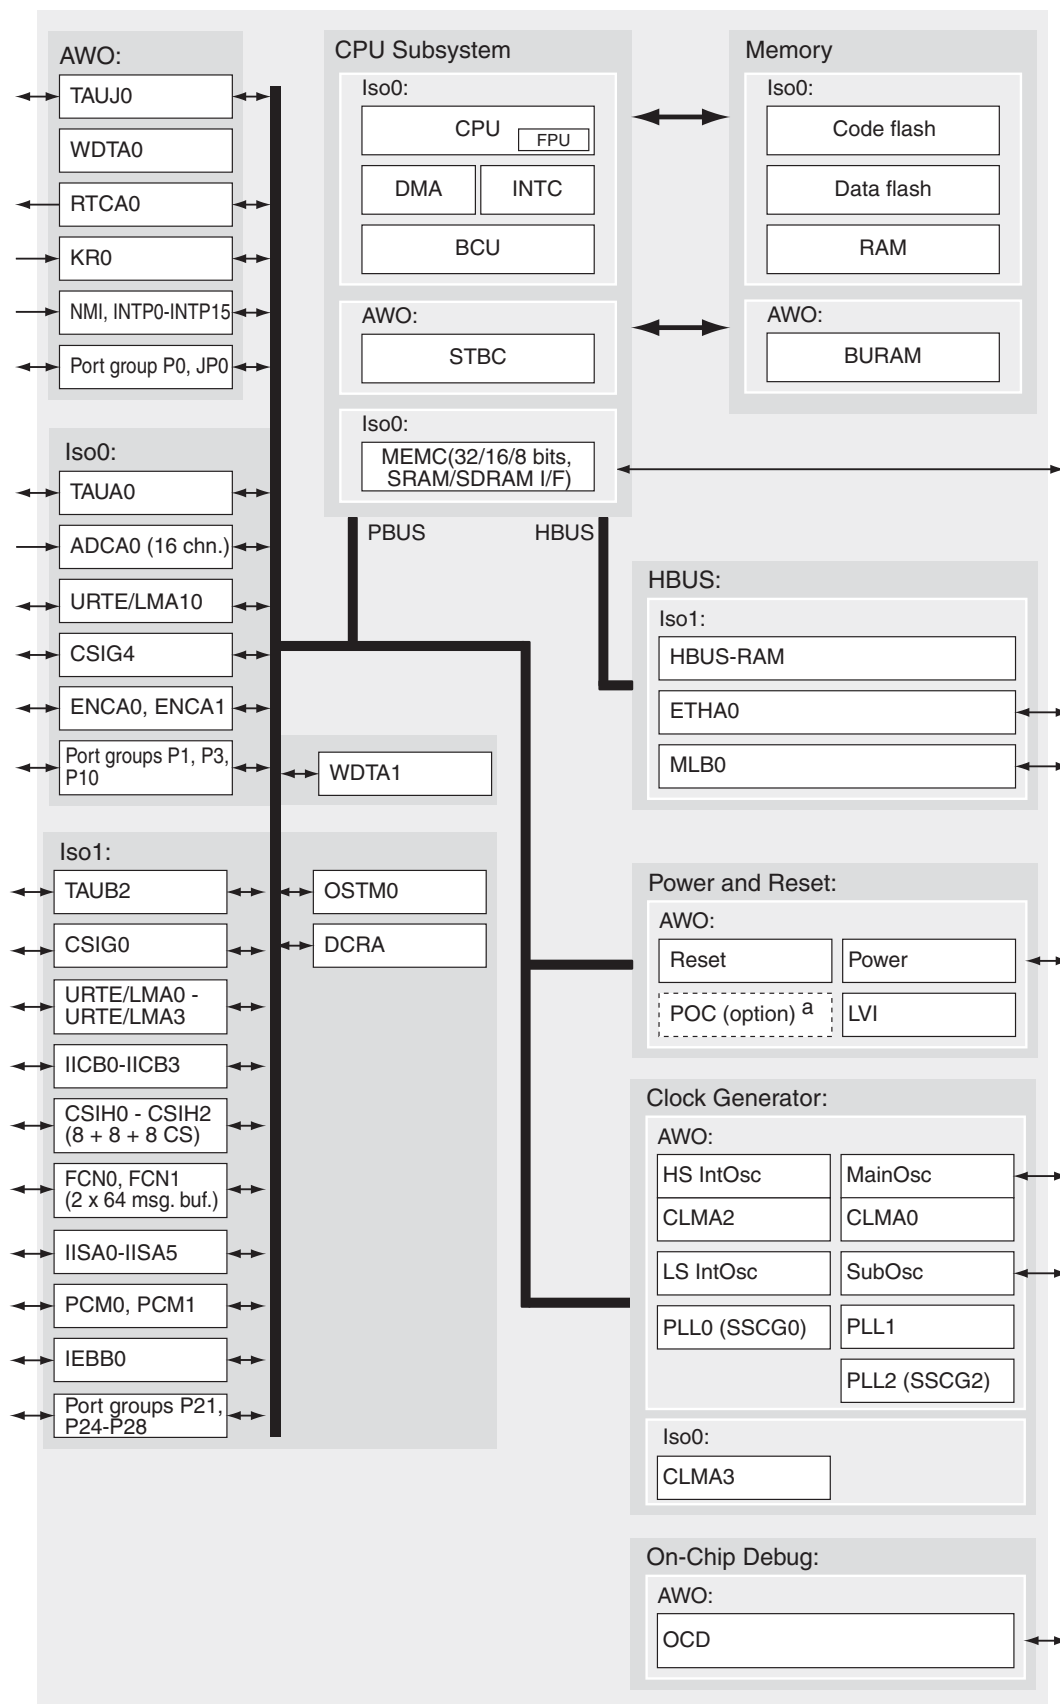 AWO:
TAUJ0
WDTA0
RTCA0
KR0
NMI, INTP0-INTP15
Port group P0, JP0
Iso0:
TAUA0
ADCA0 (16 chn.)
URTE/LMA10
CSIG4
ENCA0, ENCA1
Port groups P1, P3,
P10
WDTA1
Iso1:
TAUB2
CSIG0
URTE/LMA0 -
URTE/LMA3
IICB0-IICB3
CSIH0 - CSIH2
(8 + 8 + 8 CS)
FCN0, FCN1
(2 x 64 msg. buf.)
IISA0-IISA5
PCM0, PCM1
IEBB0
Port groups P21,
P24-P28
OSTM0
DCRA
CPU Subsystem
Iso0:
CPU
FPU
DMA
INTC
BCU
AWO:
STBC
Iso0:
MEMC(32/16/8 bits,
SRAM/SDRAM I/F)
PBUS
HBUS
Memory
Iso0:
Code flash
Data flash
RAM
AWO:
BURAM
HBUS:
Iso1:
HBUS-RAM
ETHA0
MLB0
Power and Reset:
AWO:
Reset
Power
POC (option) a
LVI
Clock Generator:
AWO:
HS IntOsc
MainOsc
CLMA2
CLMA0
LS IntOsc
SubOsc
PLL0 (SSCG0)
PLL1
PLL2 (SSCG2)
Iso0:
CLMA3
On-Chip Debug:
AWO:
OCD